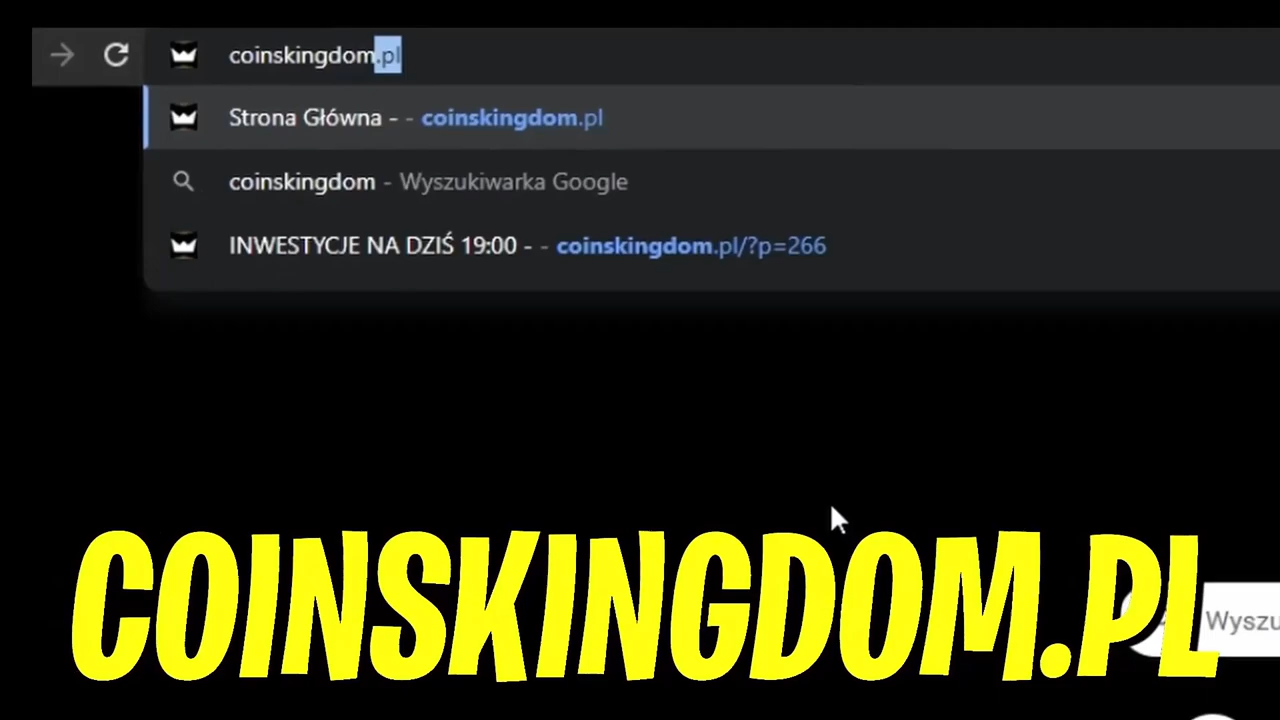 coinskingdom.pl
Strona Główna - - coinskingdom.pl
coinskingdom - Wyszukiwarka Google
INWESTYCJE NA DZIŚ 19:00 - - coinskingdom.pl/?p=266
COINSKINGDOM.PL